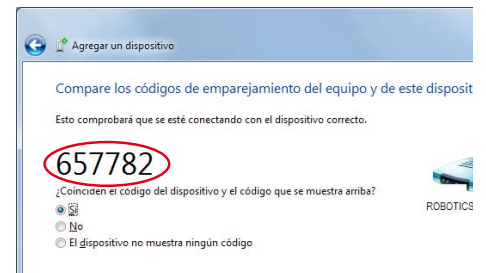 Agregar un dispositivo
Compare los códigos de emparejamiento del equipo y de este disposit
Esto comprobará que se esté conectando con el dispositivo correcto.
657782
¿Coinciden el código del dispositivo y el código que se muestra arriba?
Sí
No
El dispositivo no muestra ningún código
ROBOTICS